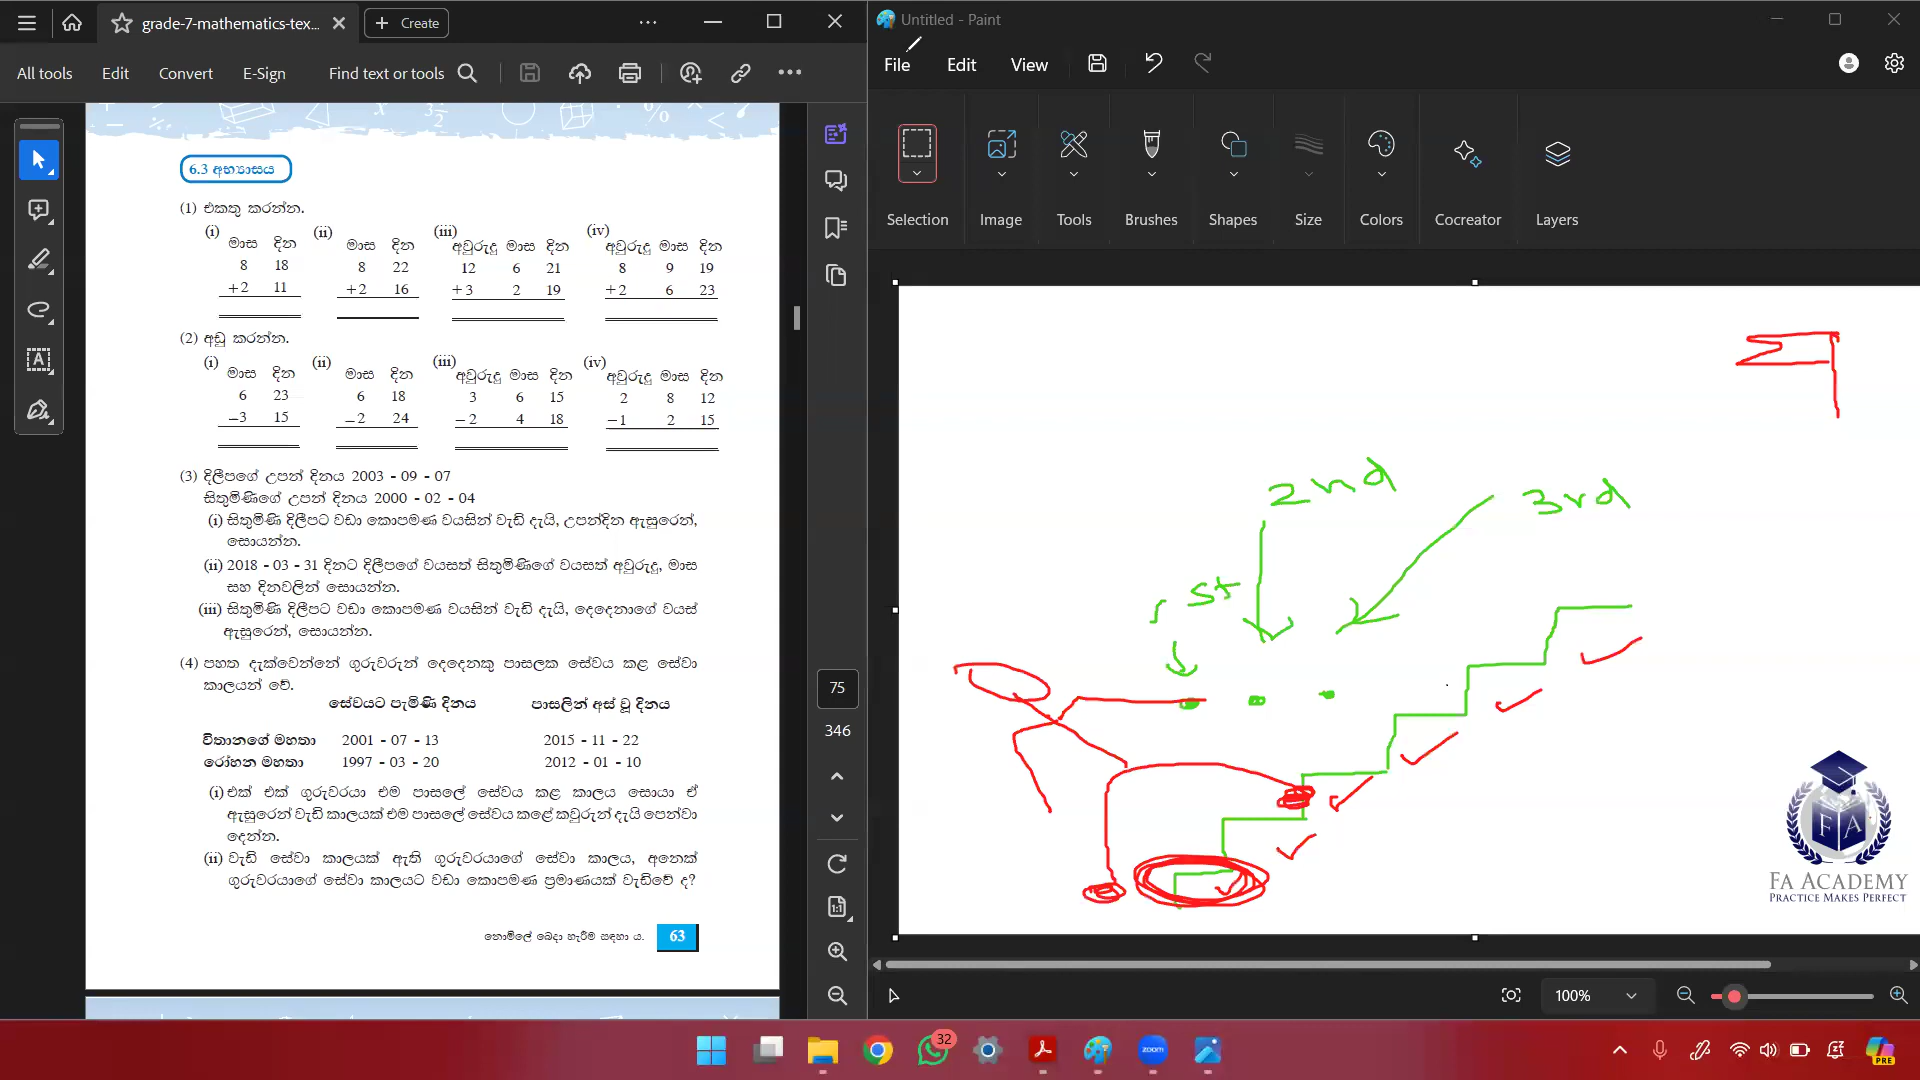 grade-7-mathematics-tex...
Create
All tools
Edit
Convert
E-Sign
Find text or tools
6.3 අභ්‍යාසය
(1) එකතු කරන්න.
(i) (ii) (iii) (iv)
මාස දින මාස දින අවුරුදු මාස දින අවුරුදු මාස දින
8 18 8 22 12 6 21 8 9 19
+2 11 +2 16 +3 2 19 +2 6 23
(2) අඩු කරන්න.
(i) (ii) (iii) (iv)
මාස දින මාස දින අවුරුදු මාස දින අවුරුදු මාස දින
6 23 6 18 3 6 15 2 8 12
−3 15 −2 24 −2 4 18 −1 2 15
(3) දිලීපගේ උපන් දිනය 2003 - 09 - 07
සිතුමිණිගේ උපන් දිනය 2000 - 02 - 04
(i) සිතුමිණි දිලීපට වඩා කොපමණ වයසින් වැඩි දැයි, උපන්දින ඇසුරෙන්,
සොයන්න.
(ii) 2018 - 03 - 31 දිනට දිලීපගේ වයසත් සිතුමිණිගේ වයසත් අවුරුදු, මාස
සහ දිනවලින් සොයන්න.
(iii) සිතුමිණි දිලීපට වඩා කොපමණ වයසින් වැඩි දැයි, දෙදෙනාගේ වයස්
ඇසුරෙන්, සොයන්න.
(4) පහත දැක්වෙන්නේ ගුරුවරුන් දෙදෙනකු පාසලක සේවය කළ සේවා
කාලයන් වේ.
සේවයට පැමිණි දිනය පාසලින් අස් වූ දිනය
විතානගේ මහතා 2001 - 07 - 13 2015 - 11 - 22
රෝහන මහතා 1997 - 03 - 20 2012 - 01 - 10
(i) එක් එක් ගුරුවරයා එම පාසලේ සේවය කළ කාලය සොයා ඒ
ඇසුරෙන් වැඩි කාලයක් එම පාසලේ සේවය කළේ කවුරුන් දැයි පෙන්වා
දෙන්න.
(ii) වැඩි සේවා කාලයක් ඇති ගුරුවරයාගේ සේවා කාලය, අනෙක්
ගුරුවරයාගේ සේවා කාලයට වඩා කොපමණ ප්‍රමාණයක් වැඩිවේ ද?
නොමිලේ බෙදා හැරීම සඳහා ය. 63
75
346
1:1
Untitled - Paint
File
Edit
View
Selection
Image
Tools
Brushes
Shapes
Size
Colors
Cocreator
Layers
2nd
3rd
st
F A
FA ACADEMY
PRACTICE MAKES PERFECT
100%
32
zoom
PRE